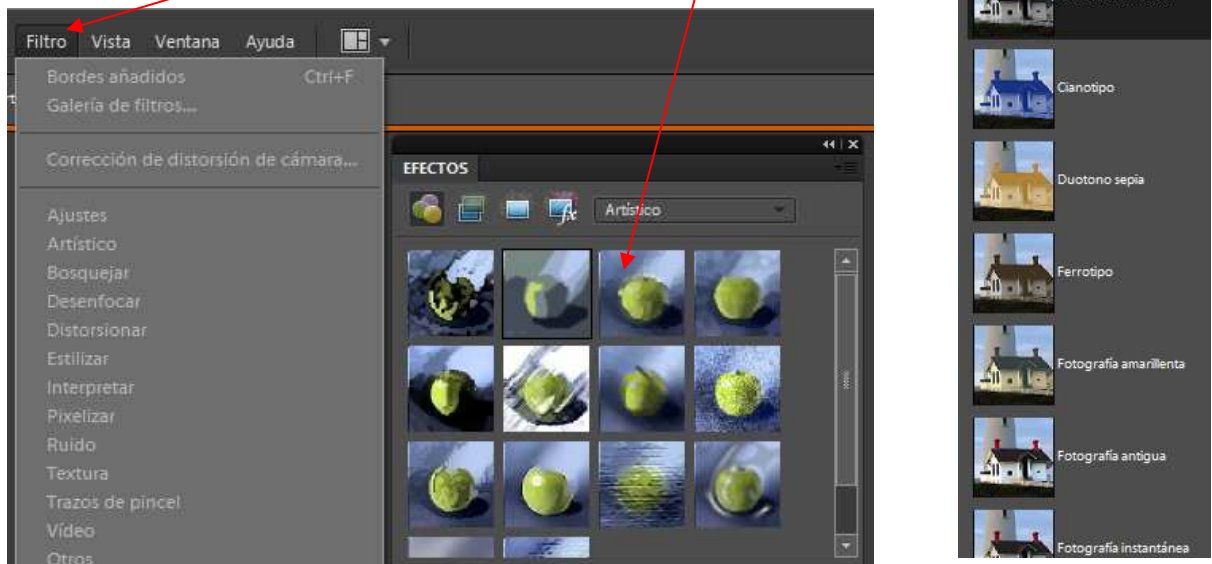 Filtro Vista Ventana Ayuda
Bordes añadidos Ctrl+F
Galería de filtros...
Corrección de distorsión de cámara...
Ajustes
Artístico
Bosquejar
Desenfocar
Distorsionar
Estilizar
Interpretar
Pixelizar
Ruido
Textura
Trazos de pincel
Vídeo
Otros
EFECTOS
Artístico
Cianotipo
Duotono sepia
Ferrotipo
Fotografía amarillenta
Fotografía antigua
Fotografía instantánea